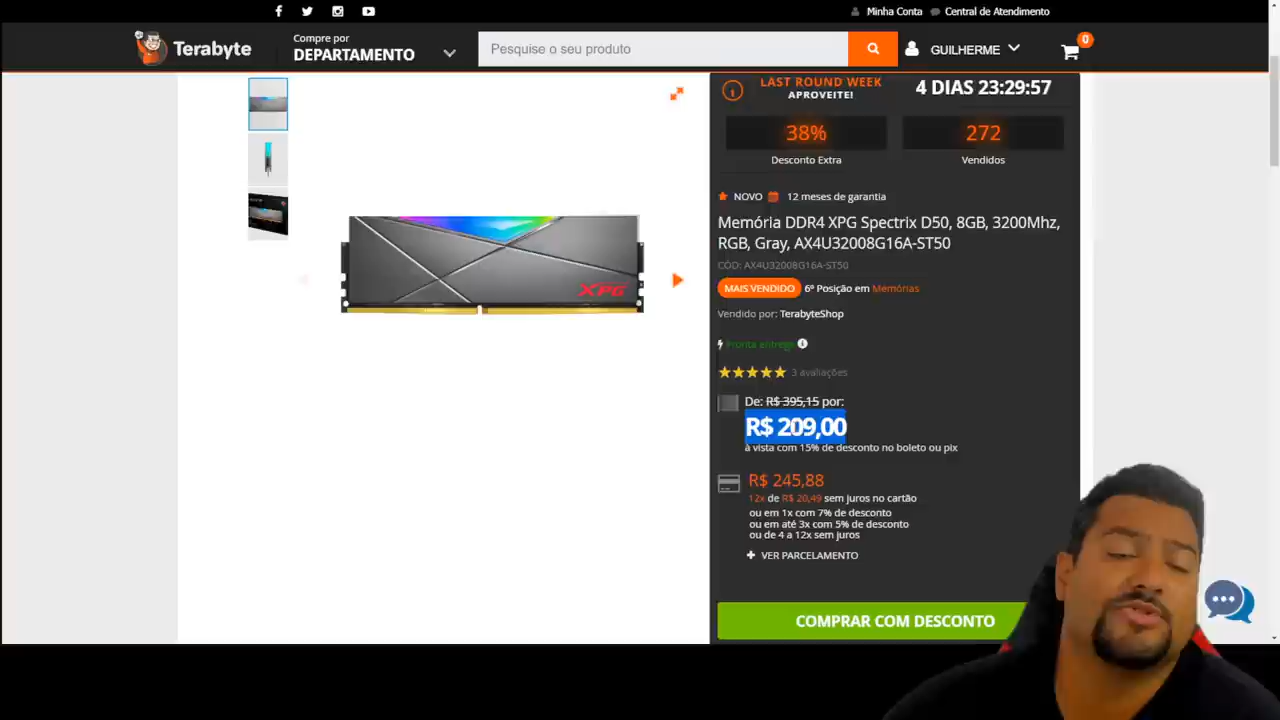 Minha Conta
Central de Atendimento
Terabyte
Compre por
DEPARTAMENTO
Pesquise o seu produto
GUILHERME
0
LAST ROUND WEEK
APROVEITE!
4 DIAS 23:29:57
38%
Desconto Extra
272
Vendidos
NOVO
12 meses de garantia
Memória DDR4 XPG Spectrix D50, 8GB, 3200Mhz,
RGB, Gray, AX4U32008G16A-ST50
CÓD: AX4U32008G16A-ST50
MAIS VENDIDO 6º Posição em Memórias
Vendido por: TerabyteShop
Pronta entrega
3 avaliações
De: R$ 395,15 por:
R$ 209,00
à vista com 15% de desconto no boleto ou pix
R$ 245,88
12x de R$ 20,49 sem juros no cartão
ou em 1x com 7% de desconto
ou em até 3x com 5% de desconto
ou de 4 a 12x sem juros
+ VER PARCELAMENTO
COMPRAR COM DESCONTO
XPG